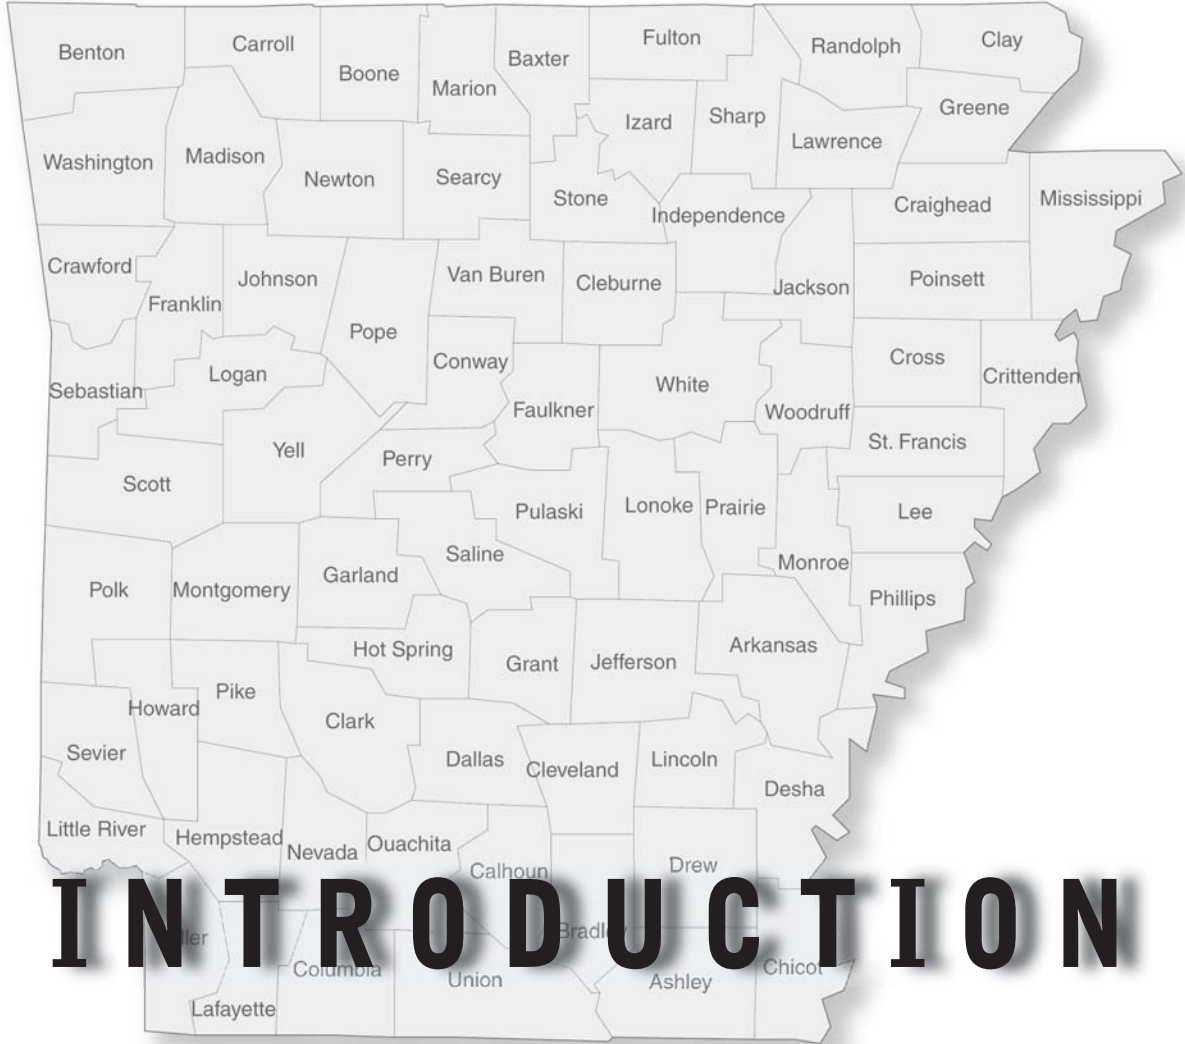 Benton
Carroll
Boone
Marion
Baxter
Fulton
Randolph
Clay
Washington
Madison
Newton
Searcy
Stone
Izard
Sharp
Lawrence
Greene
Independence
Craighead
Mississippi
Crawford
Franklin
Johnson
Pope
Van Buren
Cleburne
Jackson
Poinsett
Sebastian
Logan
Conway
Faulkner
White
Woodruff
Cross
Crittenden
Scott
Yell
Perry
Pulaski
Lonoke
Prairie
St. Francis
Lee
Polk
Montgomery
Garland
Saline
Monroe
Phillips
Hot Spring
Grant
Jefferson
Arkansas
Howard
Pike
Clark
Sevier
Dallas
Cleveland
Lincoln
Desha
Little River
Hempstead
Nevada
Ouachita
Calhoun
Drew
INTRODUCTION
Bradley
Columbia
Union
Ashley
Chicot
Lafayette